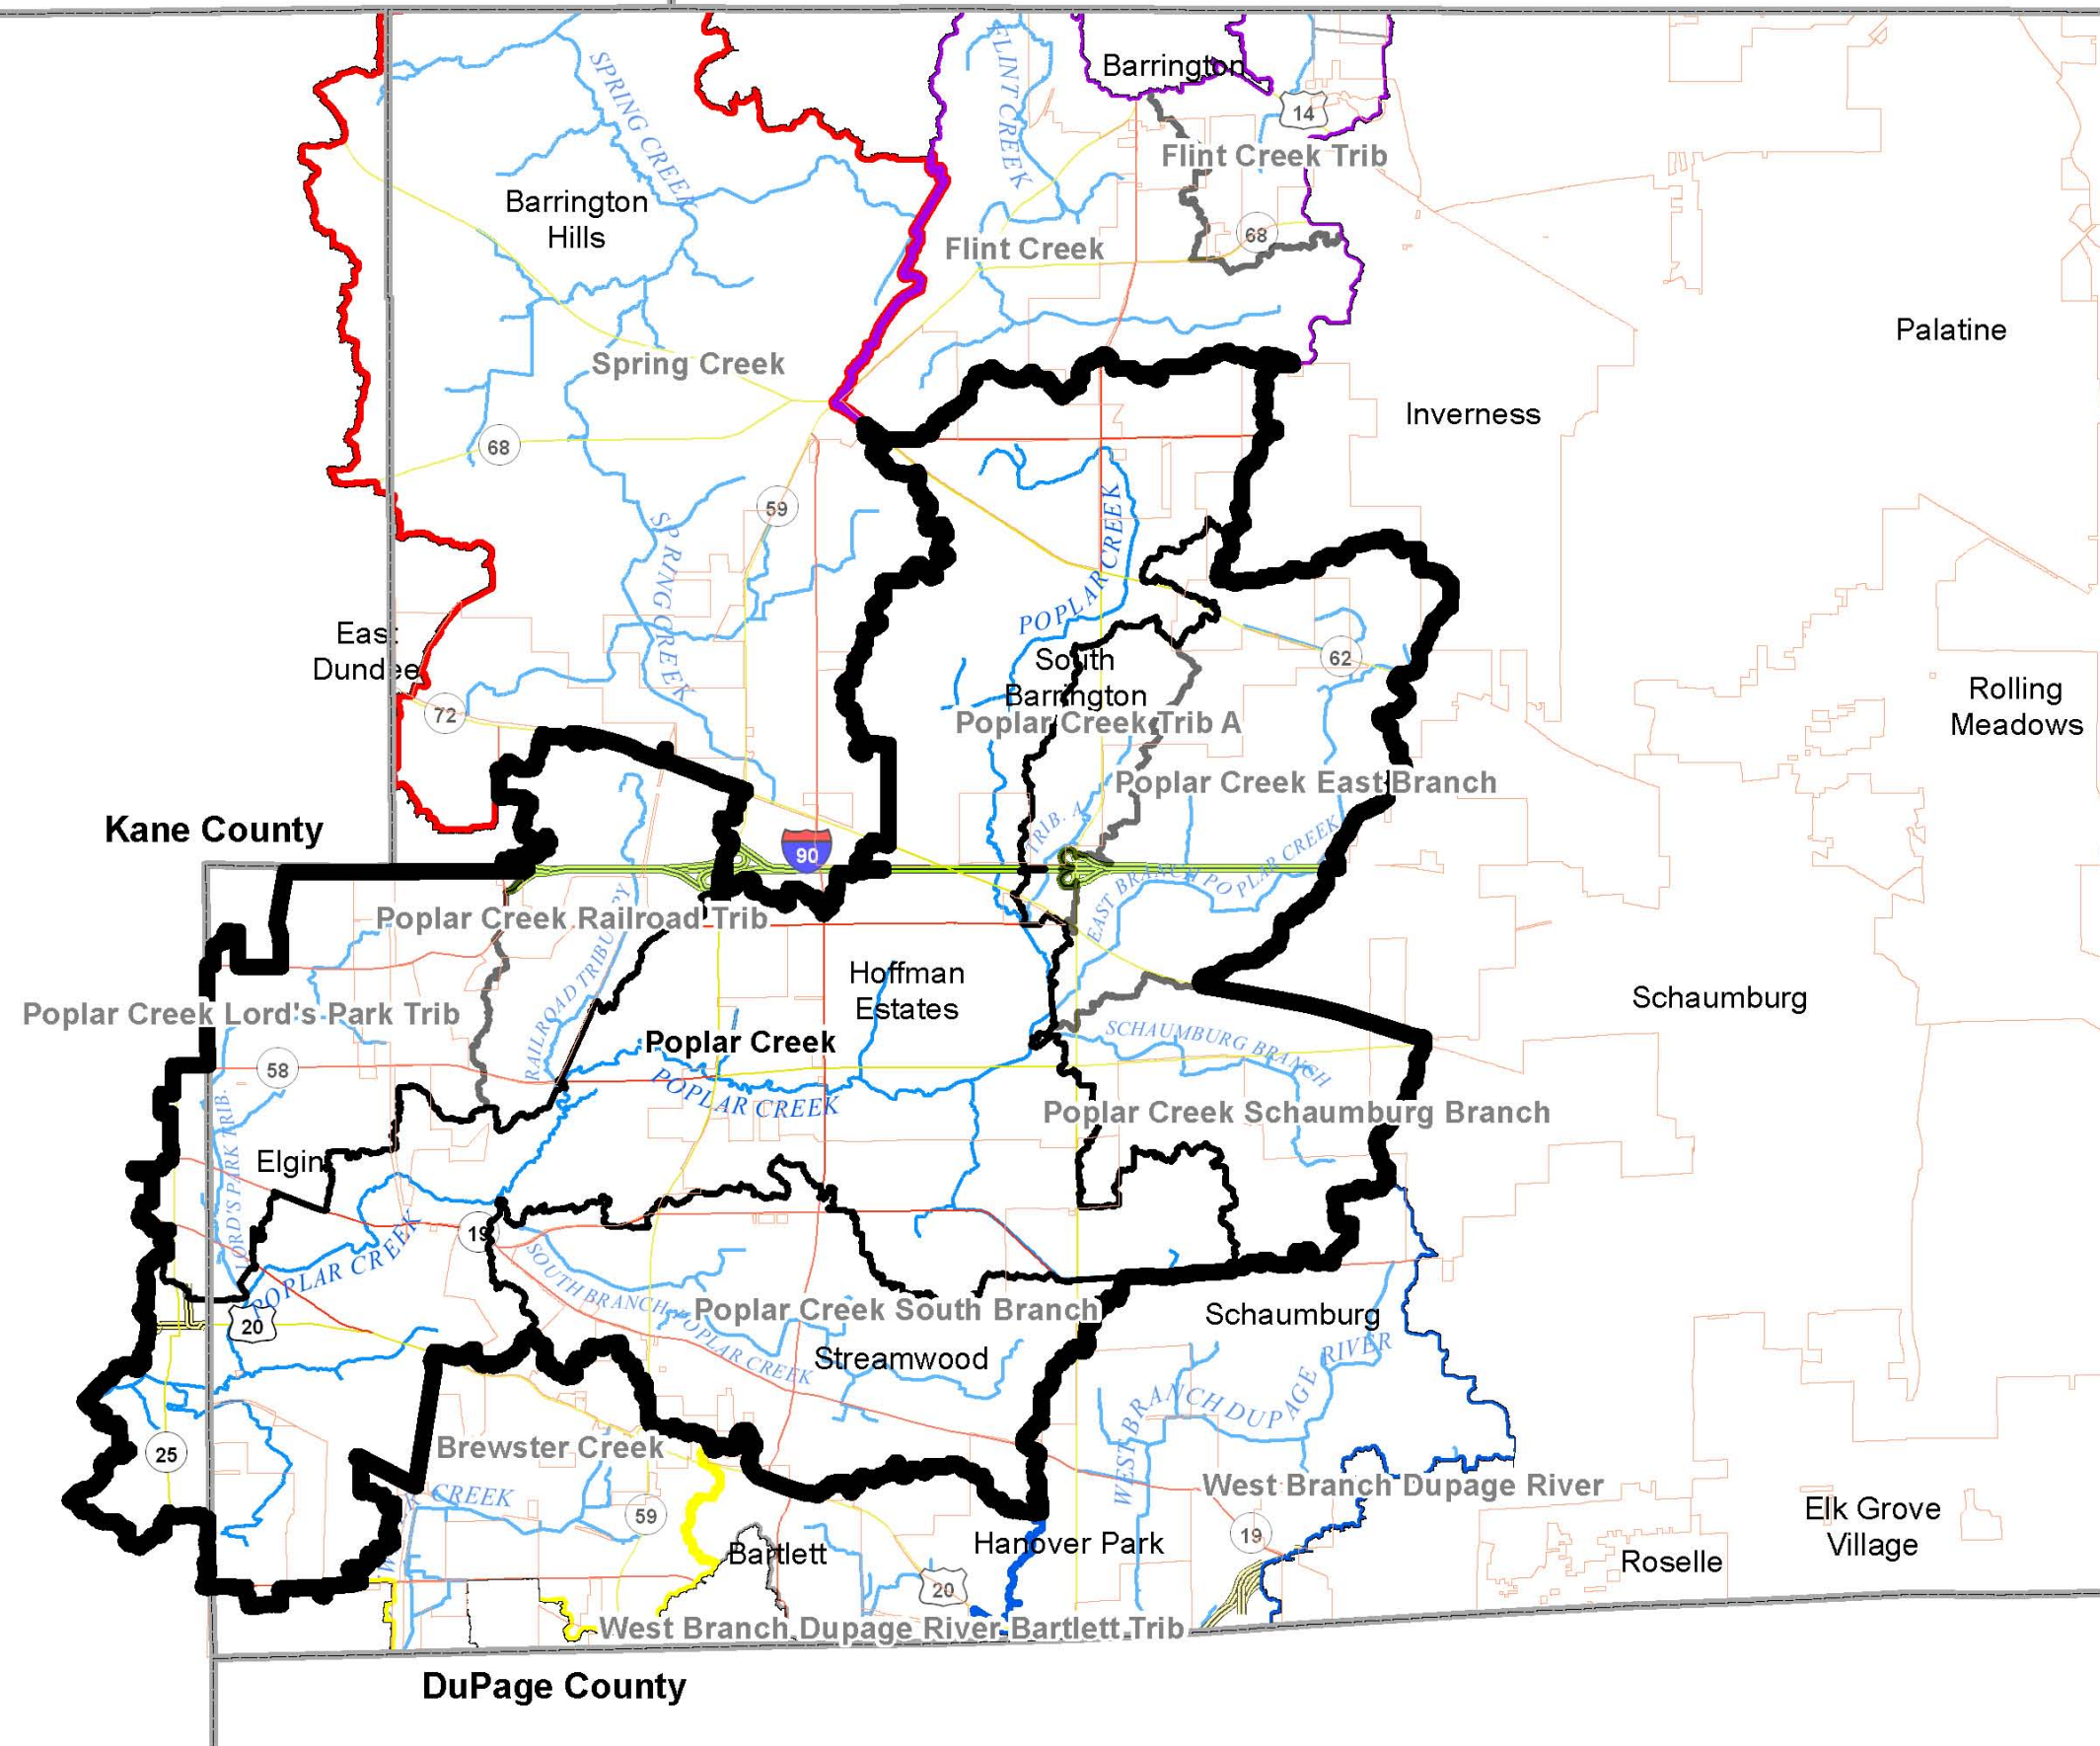 SPRING CREEK
FLINT CREEK
Barrington
14
Flint Creek Trib
Barrington
Hills
68
Flint Creek
Palatine
Spring Creek
Inverness
68
59
POPLAR CREEK
SPRING CREEK
POPLAR
East
Dundee
62
South
Barrington
Rolling
Meadows
72
Poplar Creek Trib A
Poplar Creek East Branch
Kane County
TRIB. A
90
EAST BRANCH POPLAR CREEK
Poplar Creek Railroad Trib
Hoffman
Estates
Schaumburg
Poplar Creek Lord's Park Trib
RAILROAD TRIBUTARY
Poplar Creek
SCHAUMBURG BRANCH
58
POPLAR CREEK
Poplar Creek Schaumburg Branch
LORD'S PARK TRIB.
Elgin
19
POPLAR CREEK
SOUTH BRANCH POPLAR CREEK
Poplar Creek South Branch
Schaumburg
20
Streamwood
WEST BRANCH DUPAGE RIVER
25
Brewster Creek
CREEK
West Branch Dupage River
59
Elk Grove
Village
19
Hanover Park
Bartlett
Roselle
20
West Branch Dupage River Bartlett Trib
DuPage County